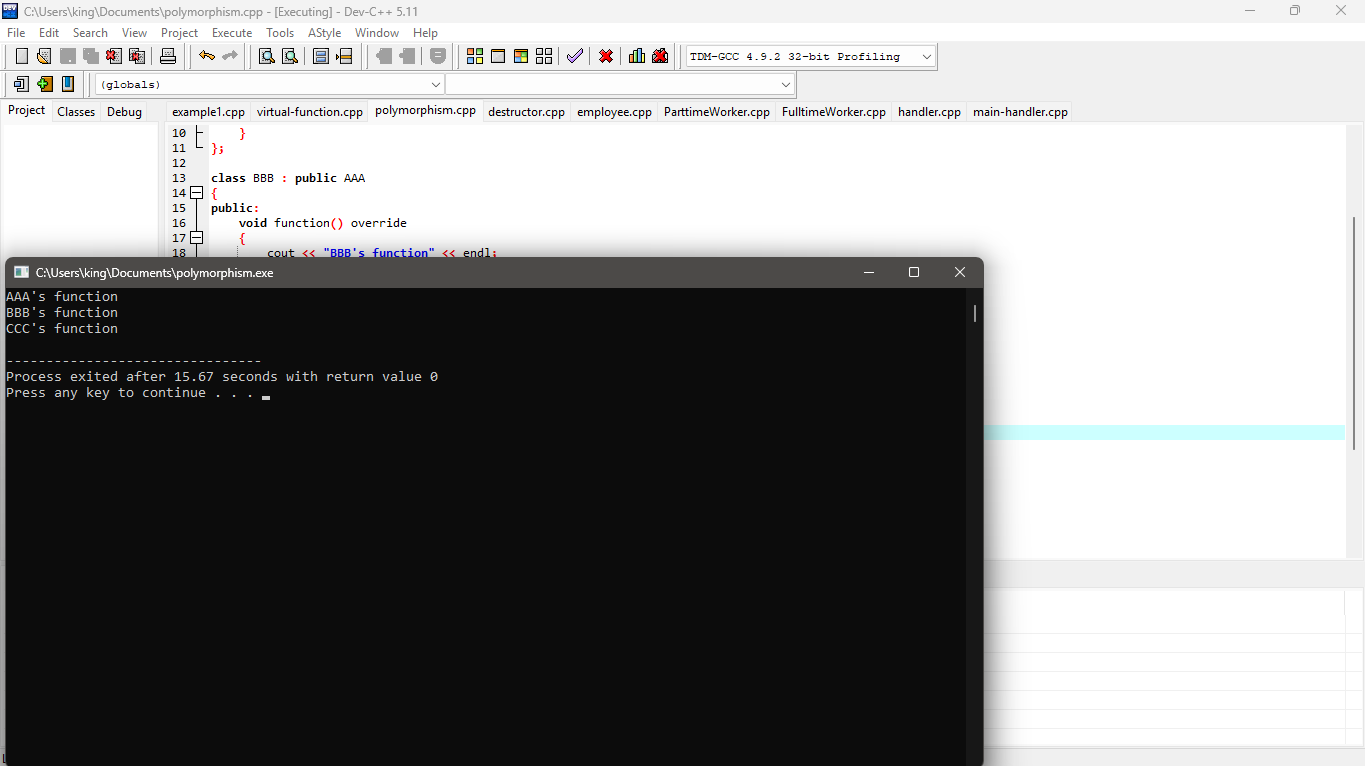 C:\Users\king\Documents\polymorphism.cpp - [Executing] - Dev-C++ 5.11
File Edit Search View Project Execute Tools AStyle Window Help
TDM-GCC 4.9.2 32-bit Profiling
(globals)
Project Classes Debug
example1.cpp virtual-function.cpp polymorphism.cpp destructor.cpp employee.cpp ParttimeWorker.cpp FulltimeWorker.cpp handler.cpp main-handler.cpp
10 }
11 };
12
13 class BBB : public AAA
14 {
15 public:
16 void function() override
17 {
18 cout << "BBB's function" << endl;
C:\Users\king\Documents\polymorphism.exe
AAA's function
BBB's function
CCC's function
--------------------------------
Process exited after 15.67 seconds with return value 0
Press any key to continue . . .